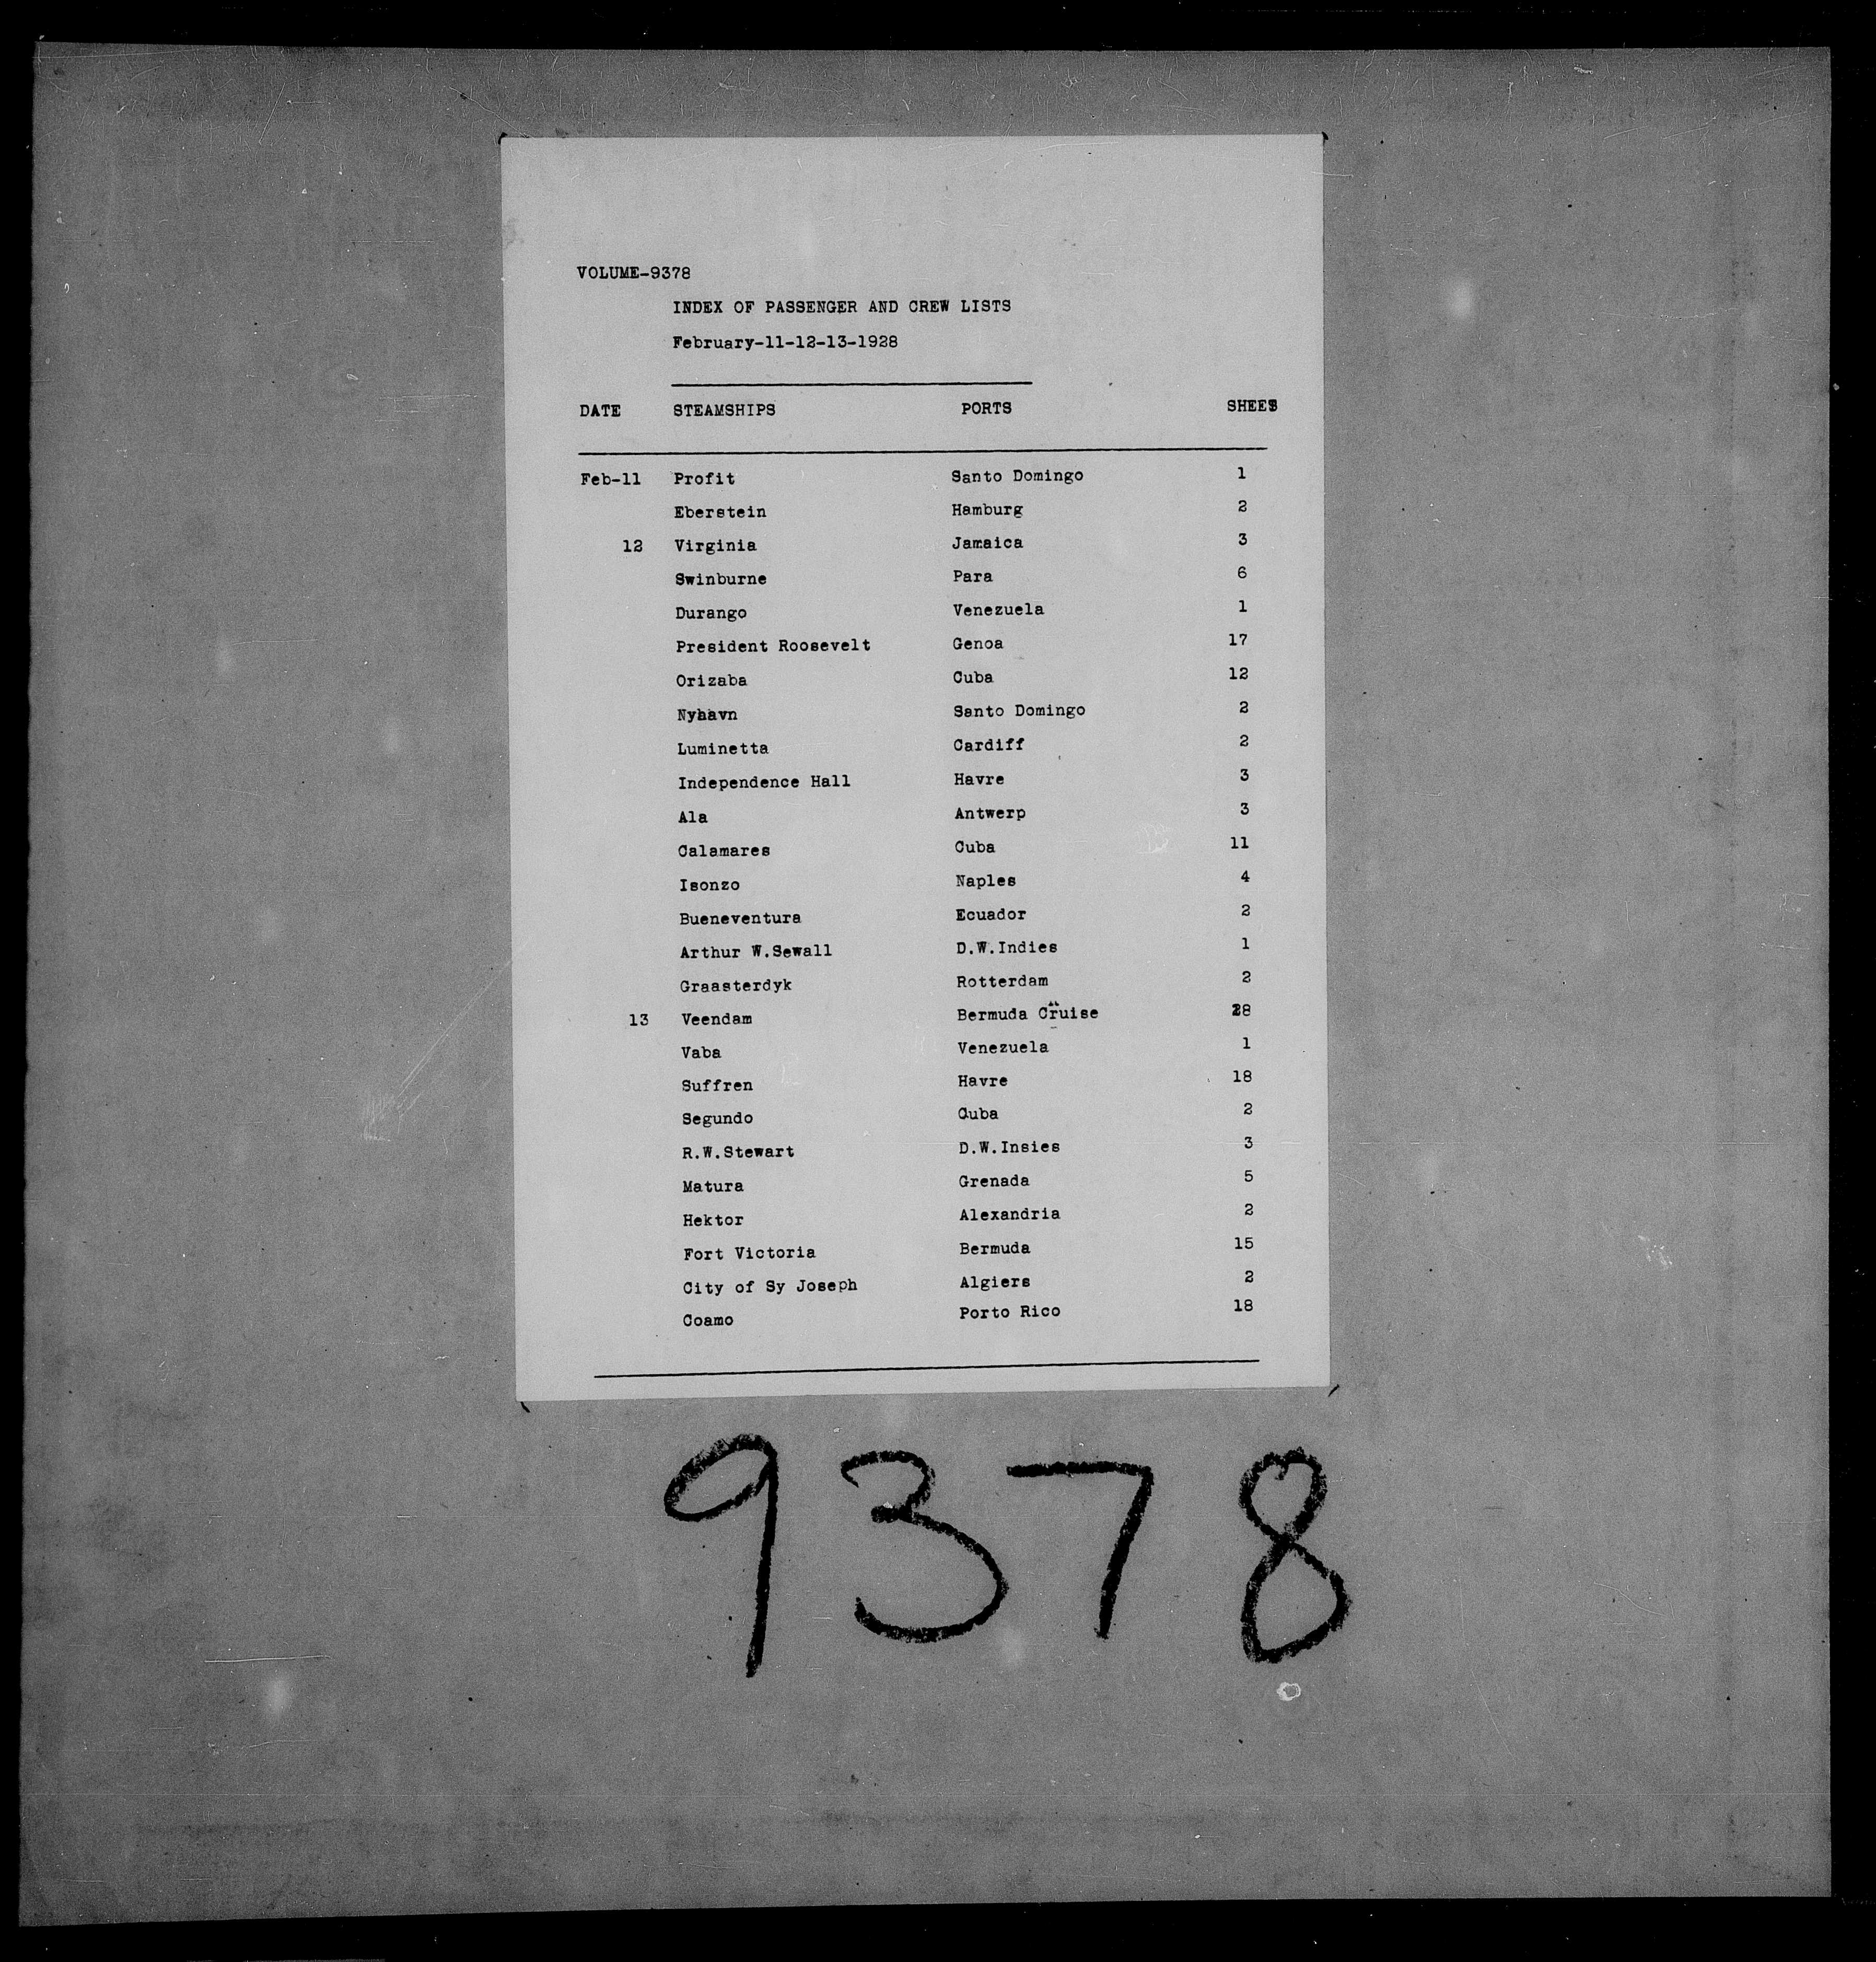 VOLUME-9378
INDEX OF PASSENGER AND CREW LISTS
February-11-12-13-1928
DATE STEAMSHIPS PORTS SHEES
Feb-11 Profit Santo Domingo 1
Eberstein Hamburg 2
12 Virginia Jamaica 3
Swinburne Para 6
Durango Venezuela 1
President Roosevelt Genoa 17
Orizaba Cuba 12
Nyhavn Santo Domingo 2
Luminetta Cardiff 2
Independence Hall Havre 3
Ala Antwerp 3
Calamares Cuba 11
Isonzo Naples 4
Bueneventura Ecuador 2
Arthur W.Sewall D.W.Indies 1
Graasterdyk Rotterdam 2
13 Veendam Bermuda Cruise
Vaba Venezuela 1
Suffren Havre 18
Segundo Cuba 2
R.W.Stewart D.W.Insies 3
Matura Grenada 5
Hektor Alexandria 2
Fort Victoria Bermuda 15
City of Sy Joseph Algiers 2
Coamo Porto Rico 18
9378